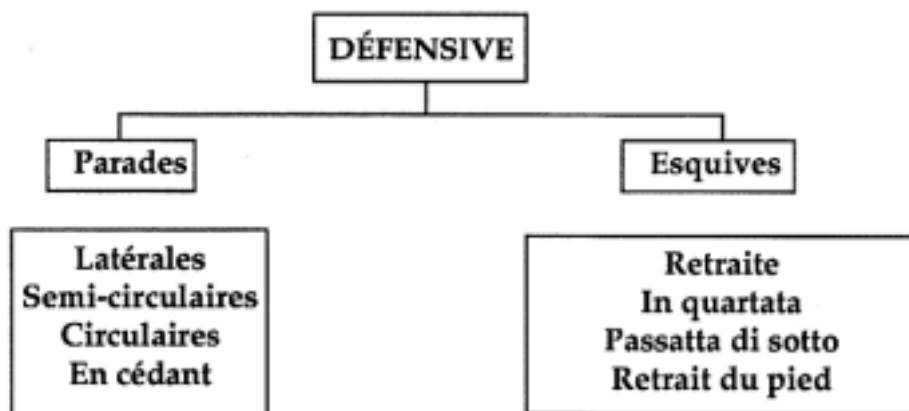 DÉFENSIVE
Parades
Esquives
Latérales
Semi-circulaires
Circulaires
En cédant
Retraite
In quartata
Passatta di sotto
Retrait du pied